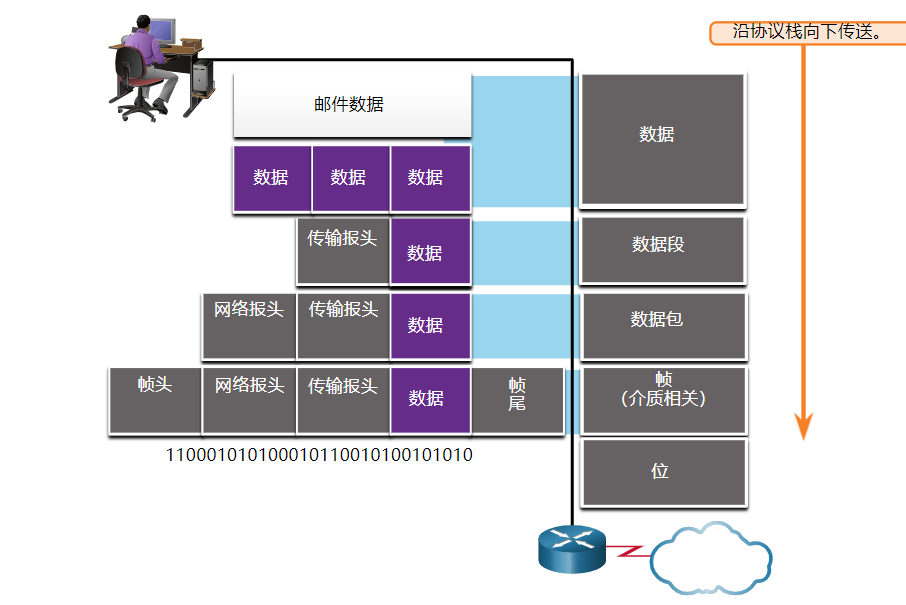 沿协议栈向下传送。
邮件数据
数据
数据 数据 数据
传输报头 数据
数据段
网络报头 传输报头 数据
数据包
帧头 网络报头 传输报头 数据 帧
尾
帧
（介质相关）
110001010100010110010100101010
位